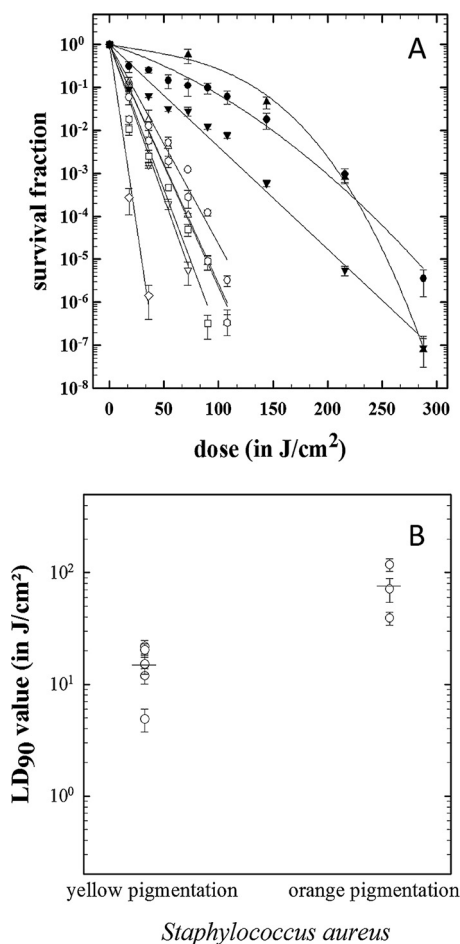 A
survival fraction
10⁰
10⁻¹
10⁻²
10⁻³
10⁻⁴
10⁻⁵
10⁻⁶
10⁻⁷
10⁻⁸
0 50 100 150 200 250 300
dose (in J/cm²)
B
LD₉₀ value (in J/cm²)
10²
10¹
10⁰
yellow pigmentation orange pigmentation
Staphylococcus aureus